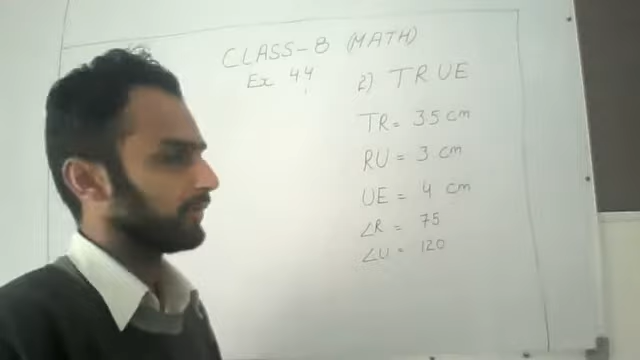 CLASS-8 (MATH)
Ex 4.4
2) TRUE
TR = 3.5 cm
RU = 3 cm
UE = 4 cm
∠R = 75
∠U = 120